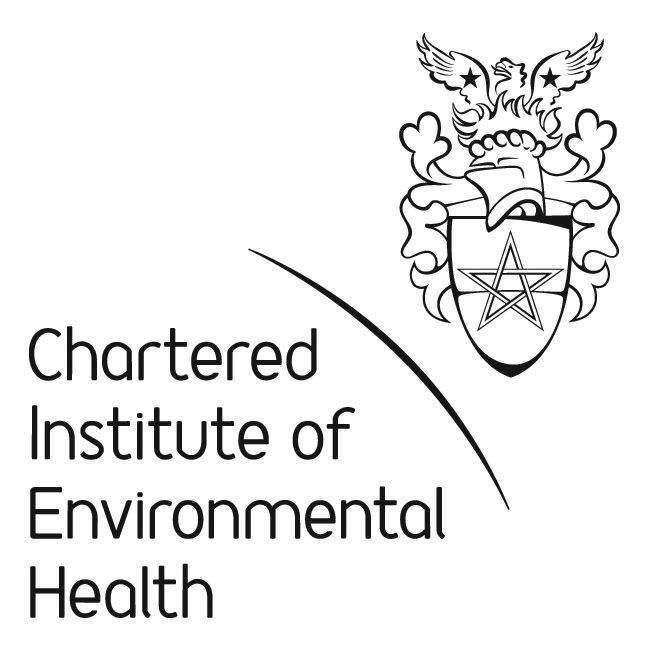 Chartered
Institute of
Environmental
Health